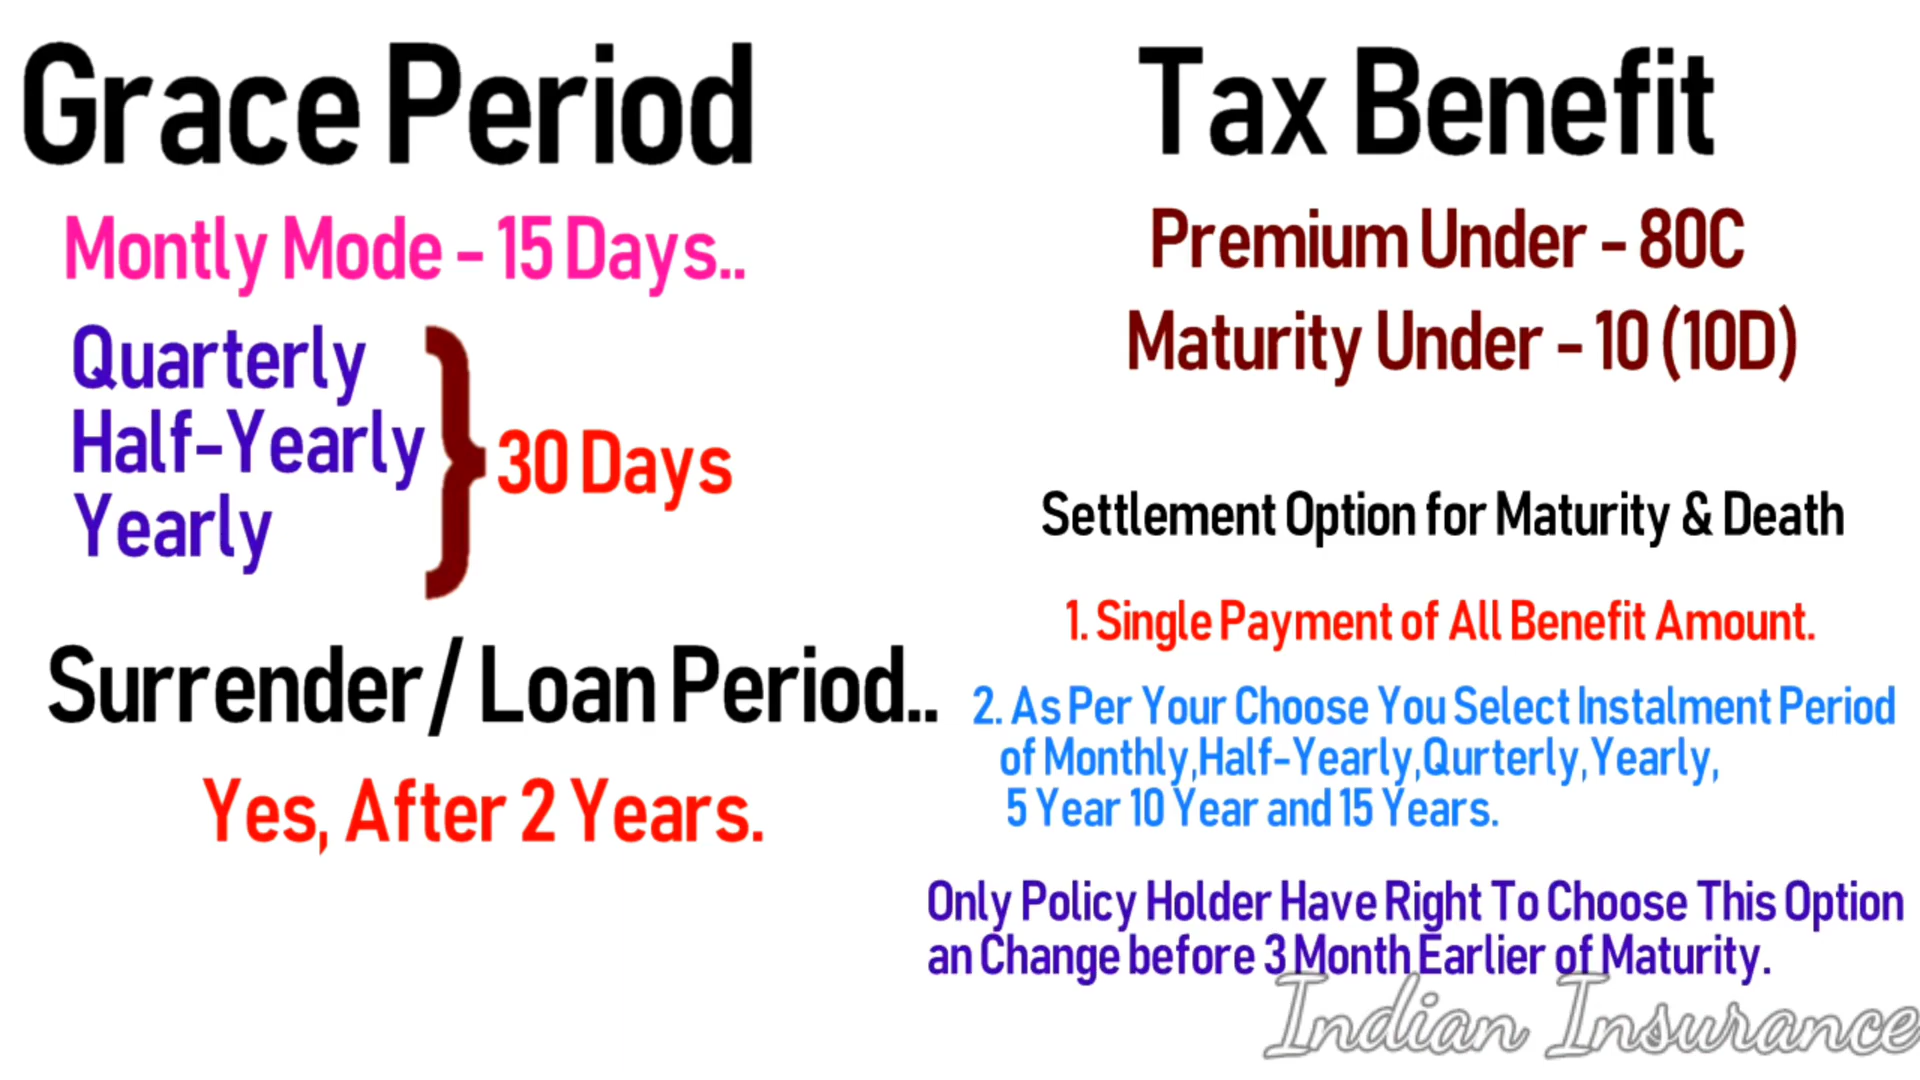 Grace Period
Montly Mode - 15 Days..
Quarterly
Half-Yearly
Yearly
30 Days
Surrender/ Loan Period..
Yes, After 2 Years.
Tax Benefit
Premium Under - 80C
Maturity Under - 10 (10D)
Settlement Option for Maturity & Death
1. Single Payment of All Benefit Amount.
2. As Per Your Choose You Select Instalment Period
of Monthly,Half-Yearly,Qurterly,Yearly,
5 Year 10 Year and 15 Years.
Only Policy Holder Have Right To Choose This Option
an Change before 3 Month Earlier of Maturity.
Indian Insurance